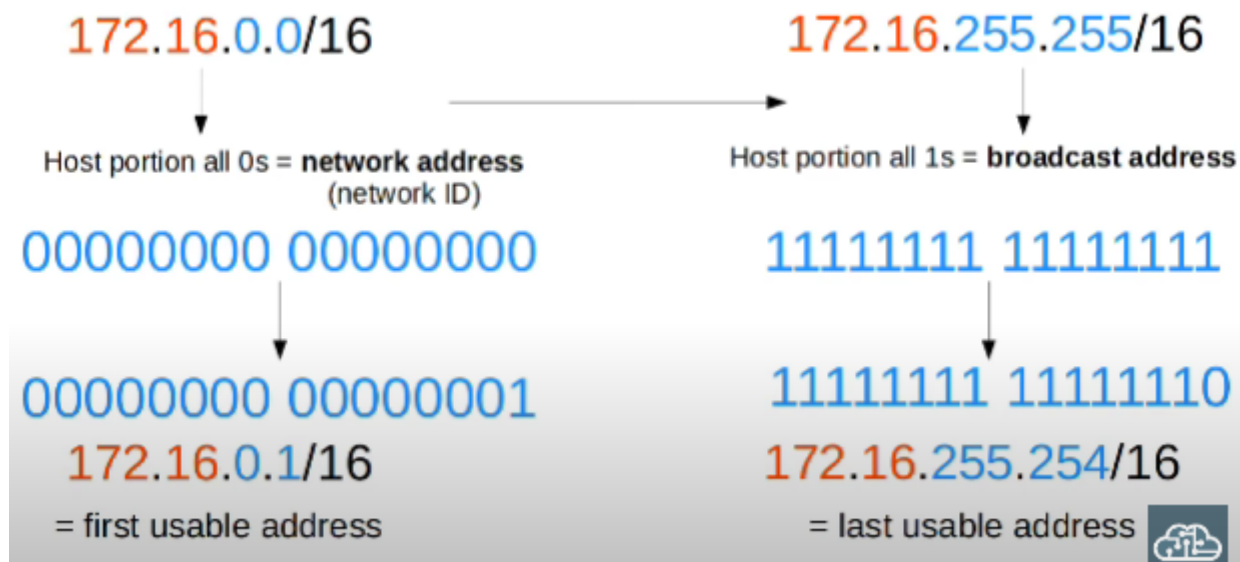 172.16.0.0/16
Host portion all 0s = network address
(network ID)
00000000 00000000
00000000 00000001
172.16.0.1/16
= first usable address
172.16.255.255/16
Host portion all 1s = broadcast address
11111111 11111111
11111111 11111110
172.16.255.254/16
= last usable address